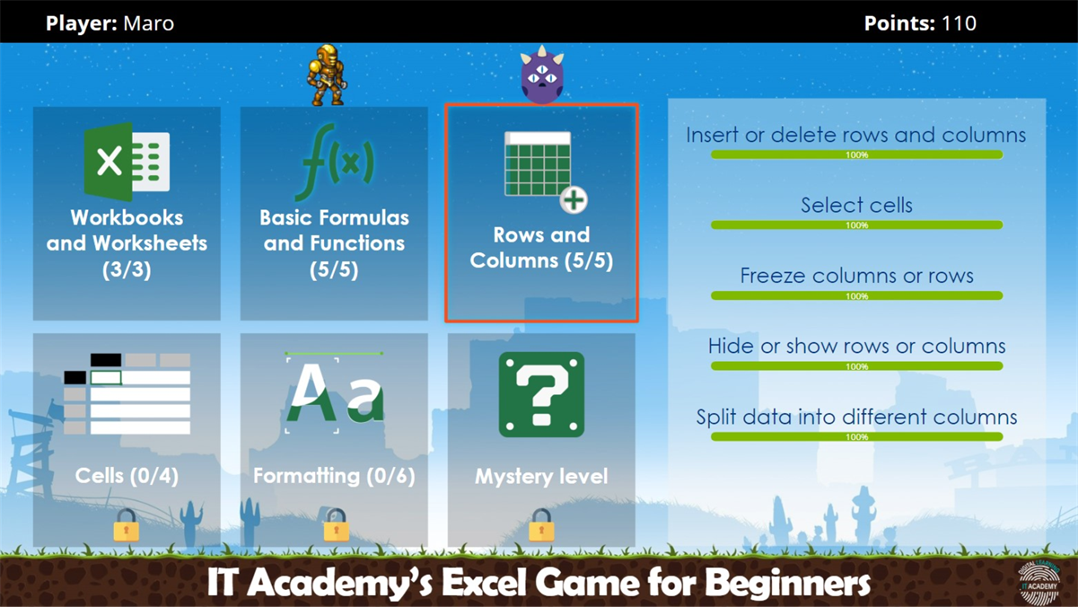 Player: Maro
Points: 110
X
f(x)
Workbooks
and Worksheets
(3/3)
Basic Formulas
and Functions
(5/5)
Rows and
Columns (5/5)
Insert or delete rows and columns
100%
Select cells
100%
Freeze columns or rows
100%
Hide or show rows or columns
100%
Split data into different columns
100%
Aa
?
Cells (0/4)
Formatting (0/6)
Mystery level
IT Academy's Excel Game for Beginners
DIGITAL LEARNING
IT ACADEMY